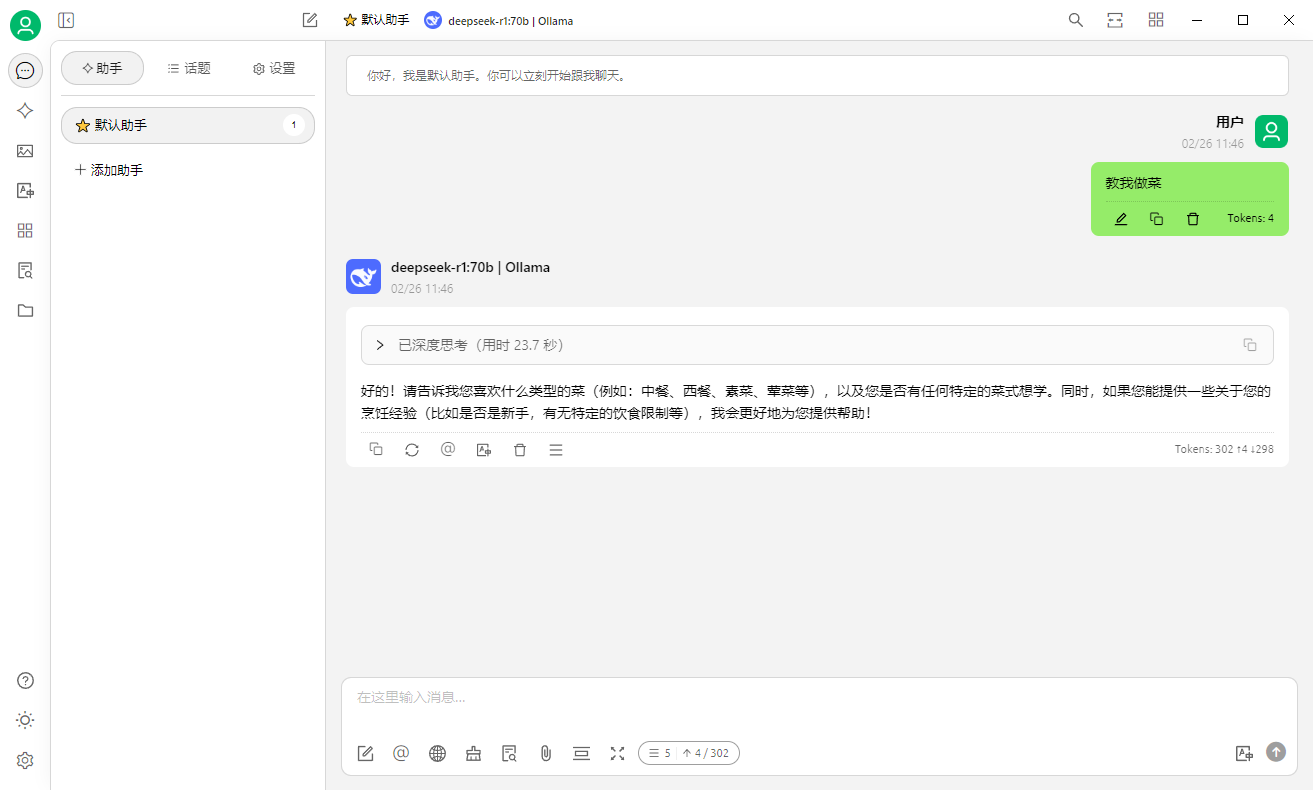 默认助手 deepseek-r1:70b | Ollama
助手 话题 设置
默认助手 1
添加助手
你好，我是默认助手。你可以立刻开始跟我聊天。
用户
02/26 11:46
教我做菜
Tokens: 4
deepseek-r1:70b | Ollama
02/26 11:46
已深度思考（用时 23.7 秒）
好的！请告诉我您喜欢什么类型的菜（例如：中餐、西餐、素菜、荤菜等），以及您是否有任何特定的菜式想学。同时，如果您能提供一些关于您的
烹饪经验（比如是否是新手，有无特定的饮食限制等），我会更好地为您提供帮助！
Tokens: 302 ↑4 ↓298
在这里输入消息...
5 ↑ 4 / 302